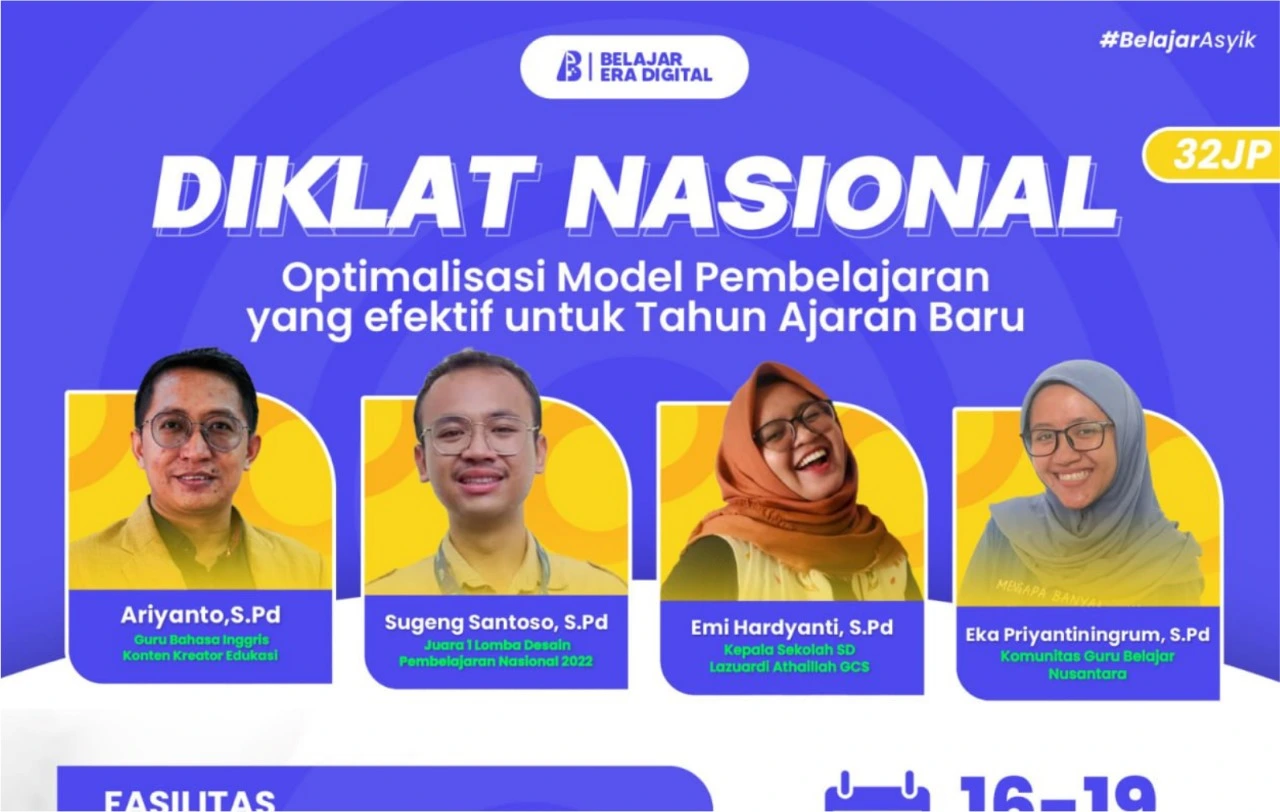 #BelajarAsyik
B | BELAJAR
ERA DIGITAL
32JP
DIKLAT NASIONAL
Optimalisasi Model Pembelajaran
yang efektif untuk Tahun Ajaran Baru
Ariyanto,S.Pd
Guru Bahasa Inggris
Konten Kreator Edukasi
Sugeng Santoso, S.Pd
Juara 1 Lomba Desain
Pembelajaran Nasional 2022
Emi Hardyanti, S.Pd
Kepala Sekolah SD
Lazuardi Athaillah GCS
MENGAPA BANYAK
Eka Priyantiningrum, S.Pd
Komunitas Guru Belajar
Nusantara
FASILITAS
16-19